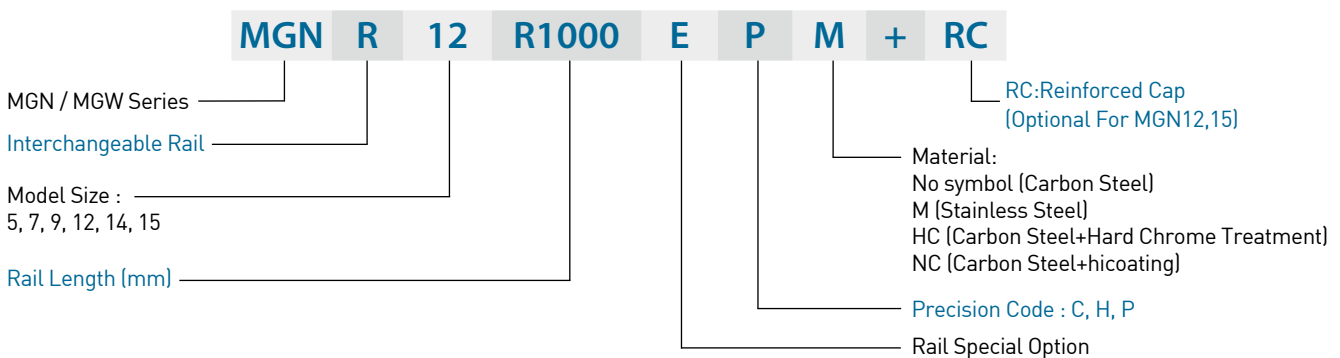 MGN R 12 R1000 E P M + RC
MGN / MGW Series
Interchangeable Rail
Model Size :
5, 7, 9, 12, 14, 15
Rail Length (mm)
RC:Reinforced Cap
(Optional For MGN12,15)
Material:
No symbol (Carbon Steel)
M (Stainless Steel)
HC (Carbon Steel+Hard Chrome Treatment)
NC (Carbon Steel+hicoating)
Precision Code : C, H, P
Rail Special Option